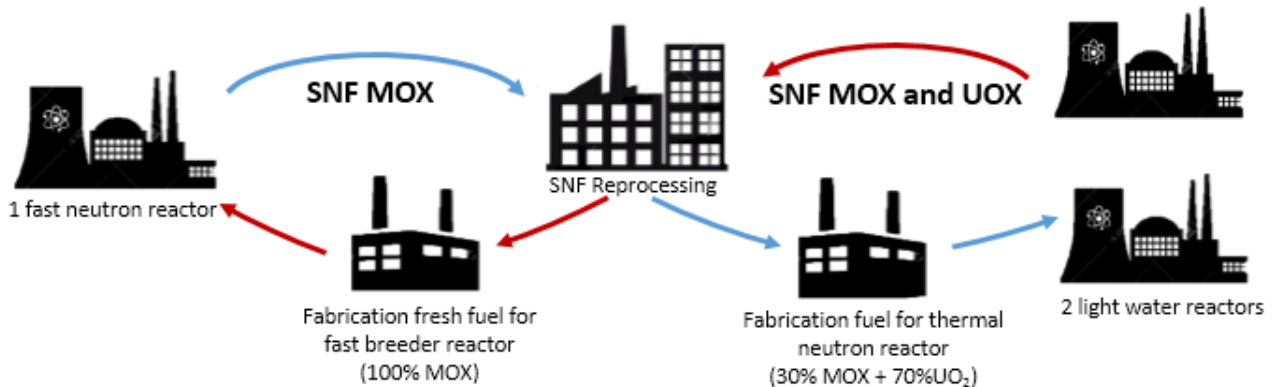 SNF MOX
SNF MOX and UOX
SNF Reprocessing
1 fast neutron reactor
Fabrication fresh fuel for
fast breeder reactor
(100% MOX)
Fabrication fuel for thermal
neutron reactor
(30% MOX + 70%UO₂)
2 light water reactors